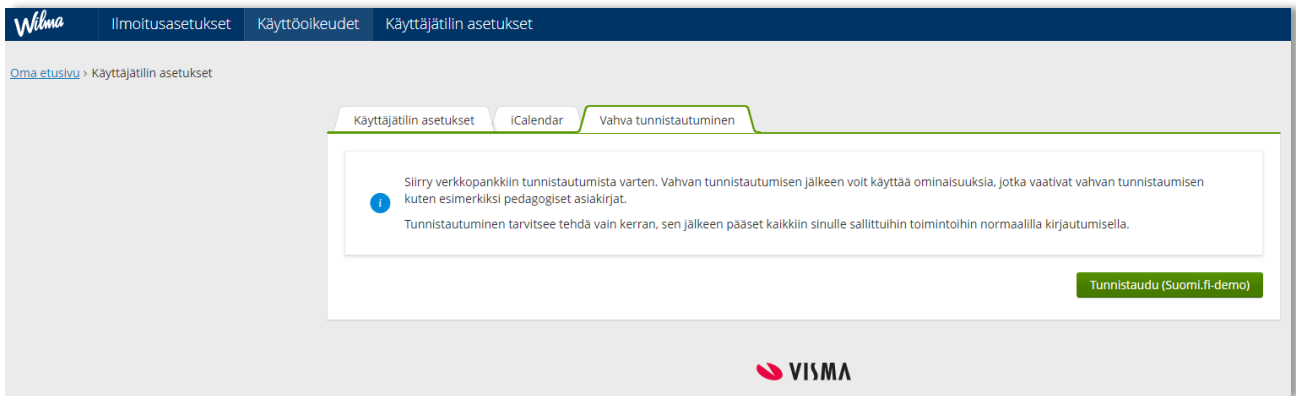 Wilma Ilmoitusasetukset Käyttöoikeudet Käyttäjätilin asetukset
Oma etusivu › Käyttäjätilin asetukset
Käyttäjätilin asetukset iCalendar Vahva tunnistautuminen
Siirry verkkopankkiin tunnistautumista varten. Vahvan tunnistautumisen jälkeen voit käyttää ominaisuuksia, jotka vaativat vahvan tunnistaumisen
kuten esimerkiksi pedagogiset asiakirjat.
Tunnistautuminen tarvitsee tehdä vain kerran, sen jälkeen pääset kaikkiin sinulle sallittuihin toimintoihin normaalilla kirjautumisella.
Tunnistaudu (Suomi.fi-demo)
VISMA